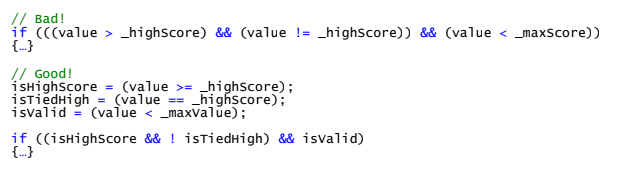 // Bad!
if (((value > _highScore) && (value != _highScore)) && (value < _maxScore))
{…}
// Good!
isHighScore = (value >= _highScore);
isTiedHigh = (value == _highScore);
isValid = (value < _maxValue);
if ((isHighScore && ! isTiedHigh) && isValid)
{…}